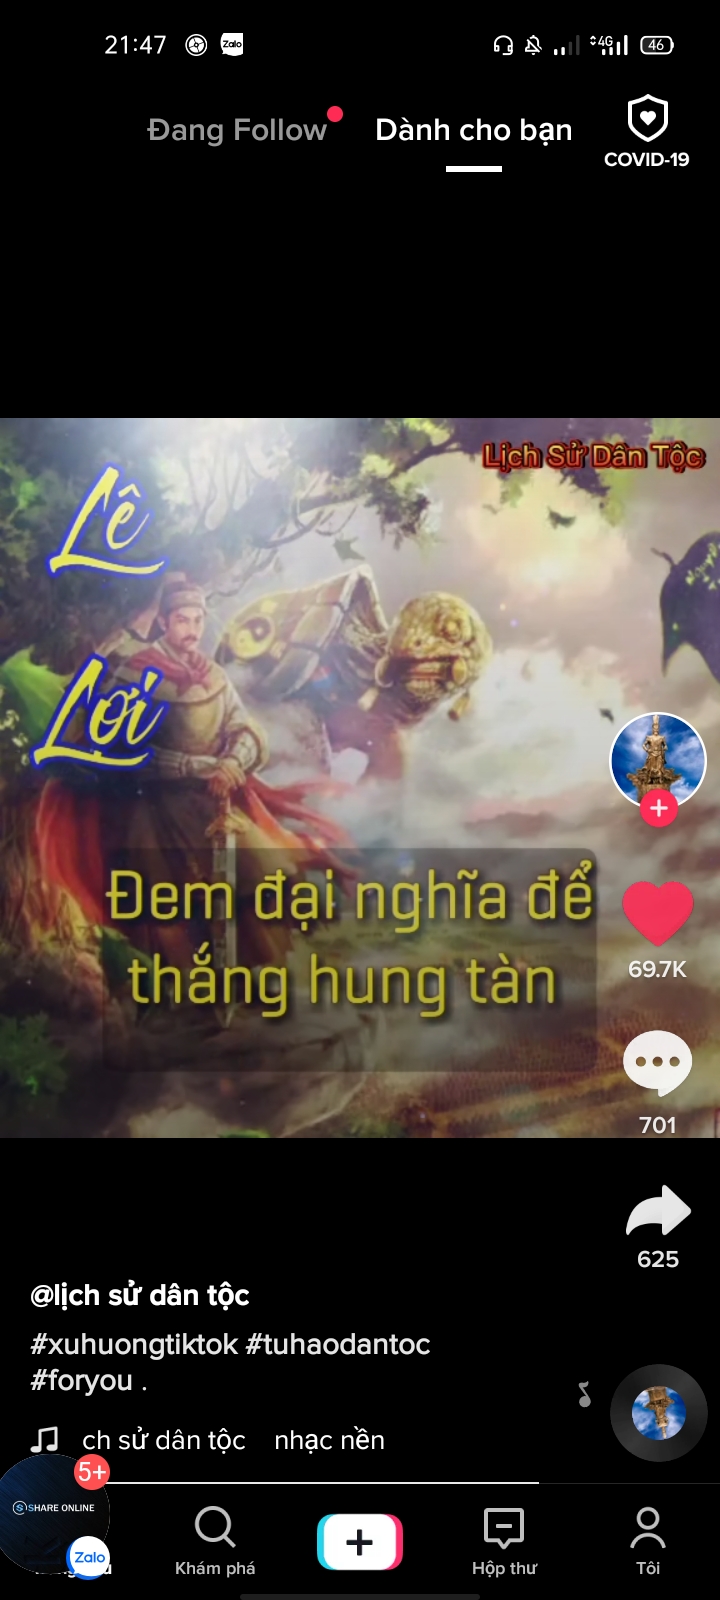 21:47
Zalo
4G
46
Đang Follow
Dành cho bạn
COVID-19
Lịch Sử Dân Tộc
Lê
Lợi
Đem đại nghĩa để
thắng hung tàn
69.7K
701
625
@lịch sử dân tộc
#xuhuongtiktok #tuhaodantoc
#foryou .
ch sử dân tộc nhạc nền
5+
SHARE ONLINE
Zalo
Khám phá
Hộp thư
Tôi